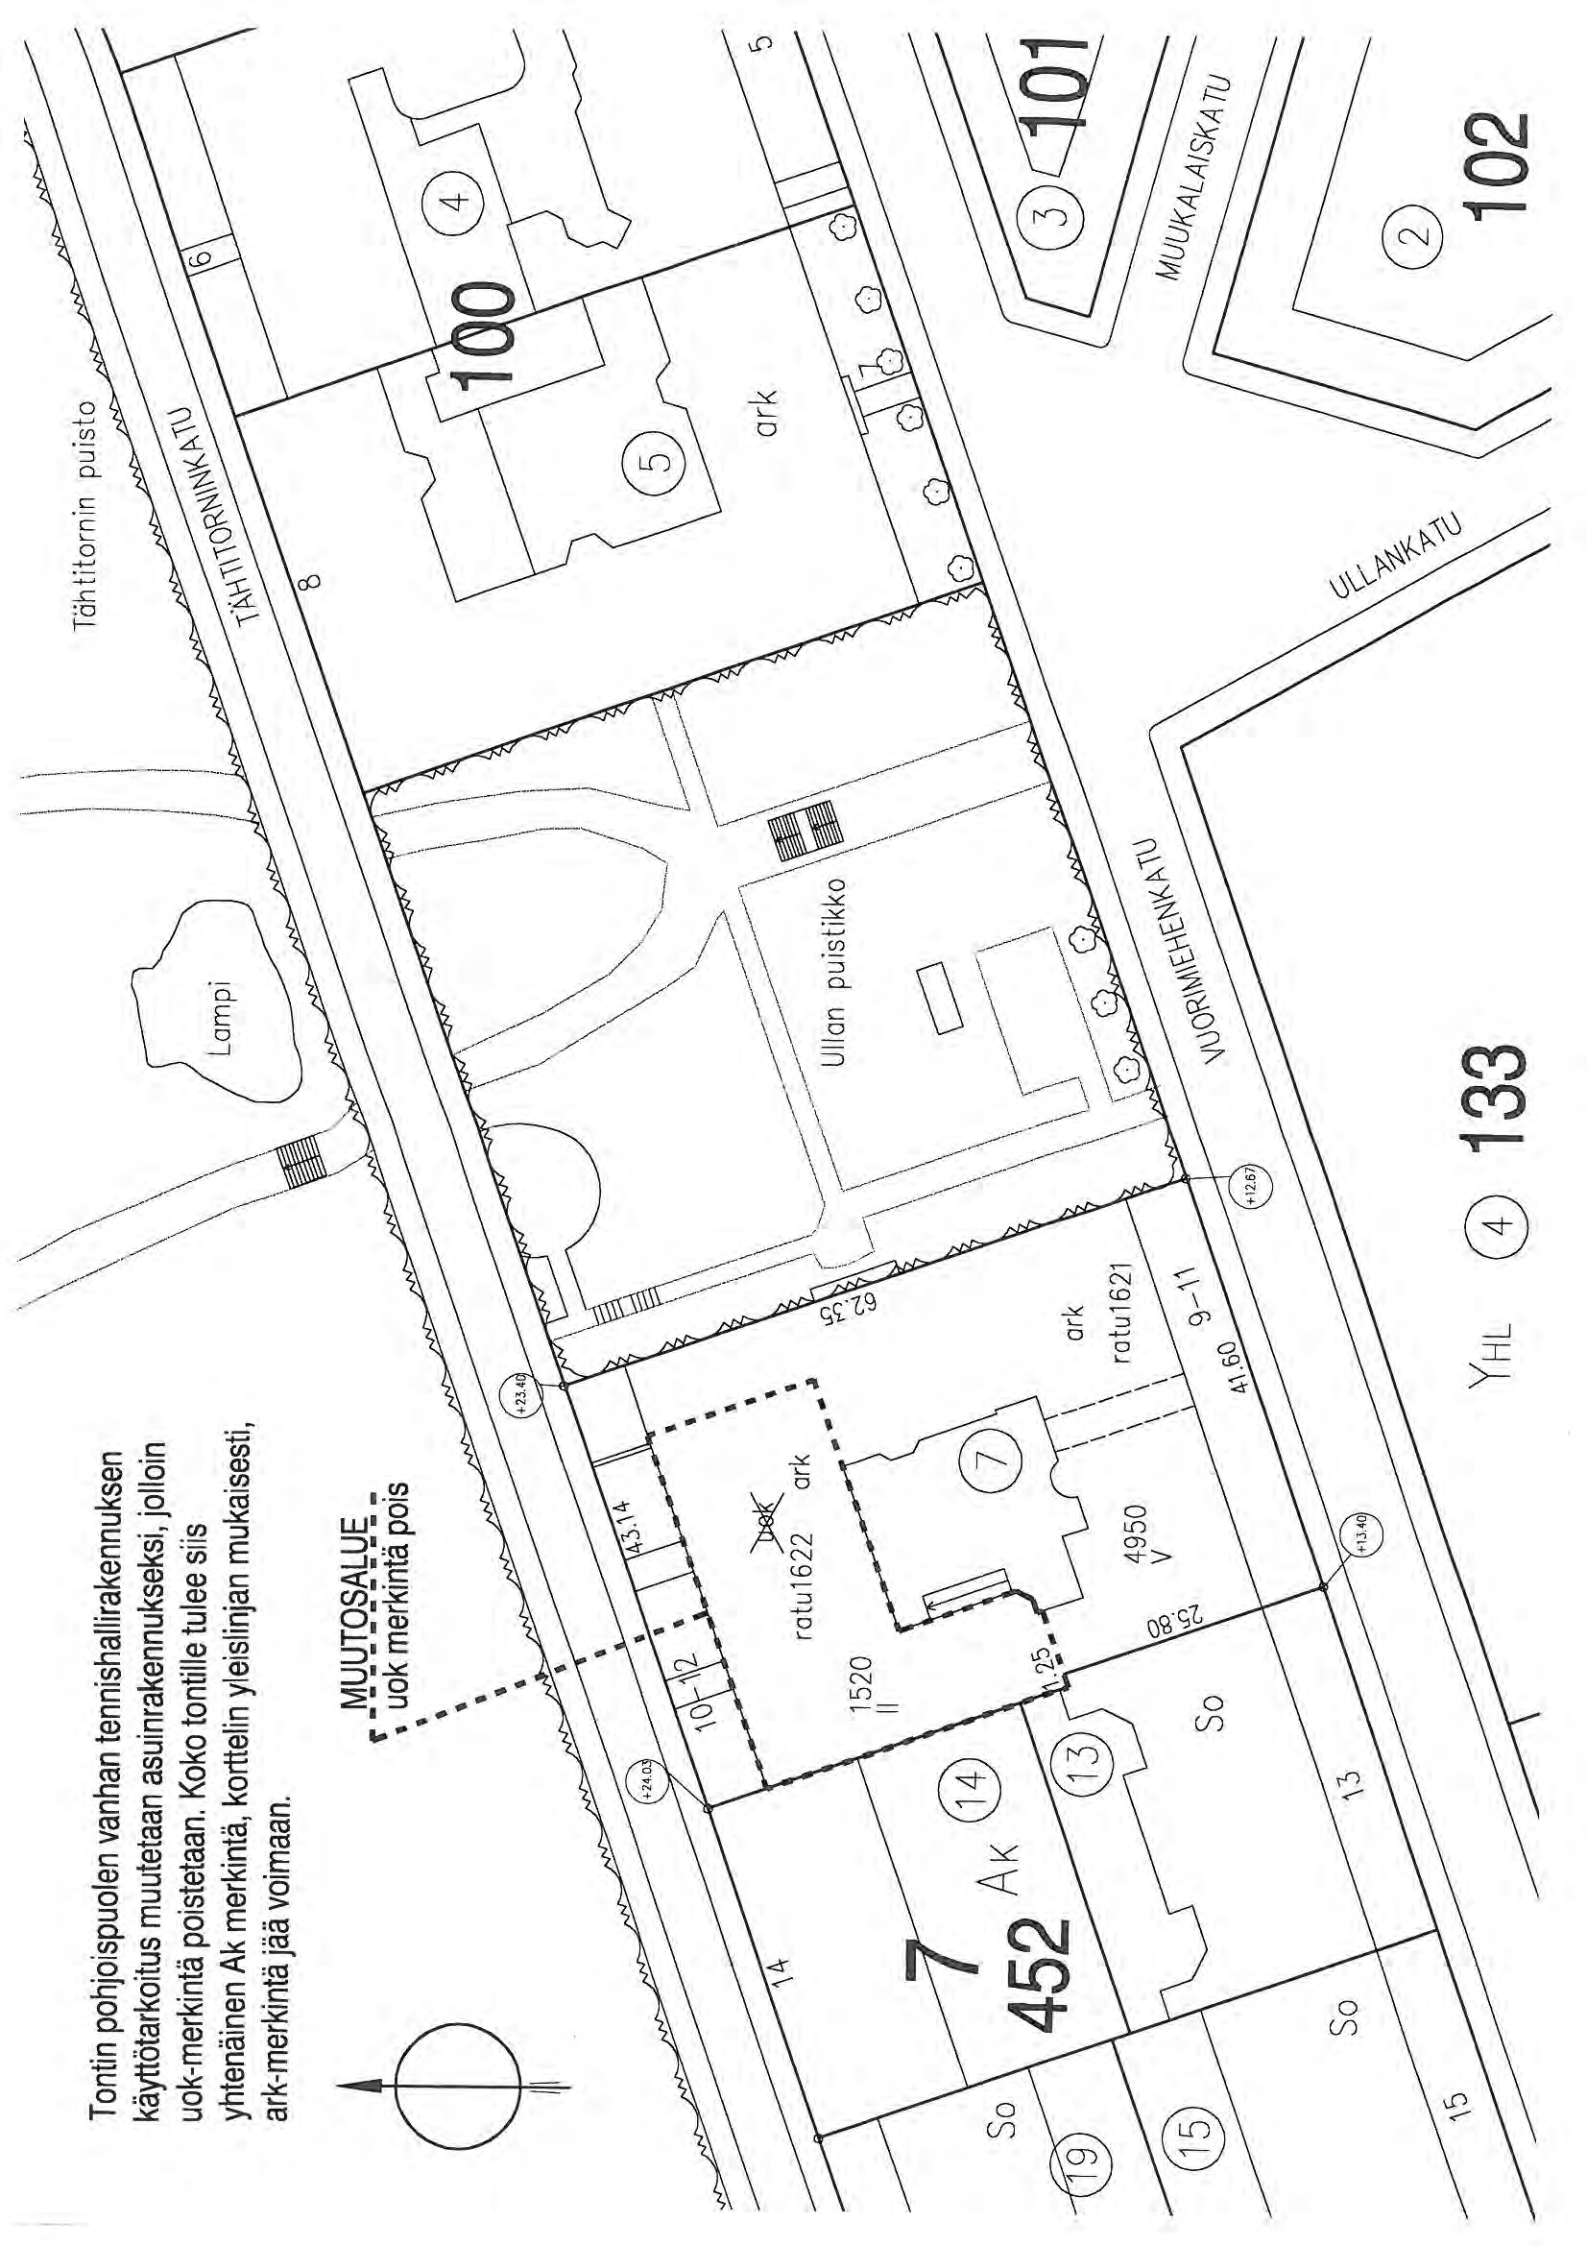 Tontin pohjoispuolen vanhan tennishallirakennuksen
käyttötarkoitus muutetaan asuinrakennukseksi, jolloin
uok-merkintä poistetaan. Koko tontille tulee siis
yhtenäinen Ak merkintä, korttelin yleislinjan mukaisesti,
ark-merkintä jää voimaan.
MUUTOSALUE
uok merkintä pois
Tähtitornin puisto
TÄHTITORNINKATU
Lampi
6
8
4
100
5
5
ark
7
3
101
MUUKALAISKATU
2
102
ULLANKATU
Ullan puistikko
VUORIMIEHENKATU
+23.40
+24.03
43.14
10-12
62.35
uok
ark
ratu1622
1520
II
7
ark
ratu1621
9-11
41.60
+12.67
4950
V
25.80
1.25
+13.40
YHL
4
133
14
14
13
So
13
7
Ak
452
So
19
15
So
15